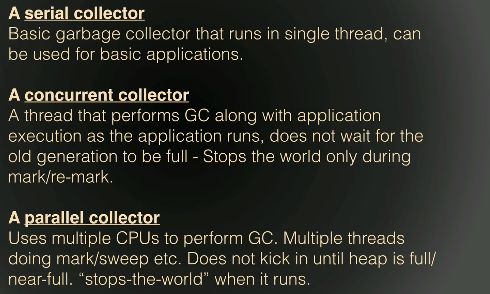 A serial collector
Basic garbage collector that runs in single thread, can
be used for basic applications.
A concurrent collector
A thread that performs GC along with application
execution as the application runs, does not wait for the
old generation to be full - Stops the world only during
mark/re-mark.
A parallel collector
Uses multiple CPUs to perform GC. Multiple threads
doing mark/sweep etc. Does not kick in until heap is full/
near-full. “stops-the-world” when it runs.